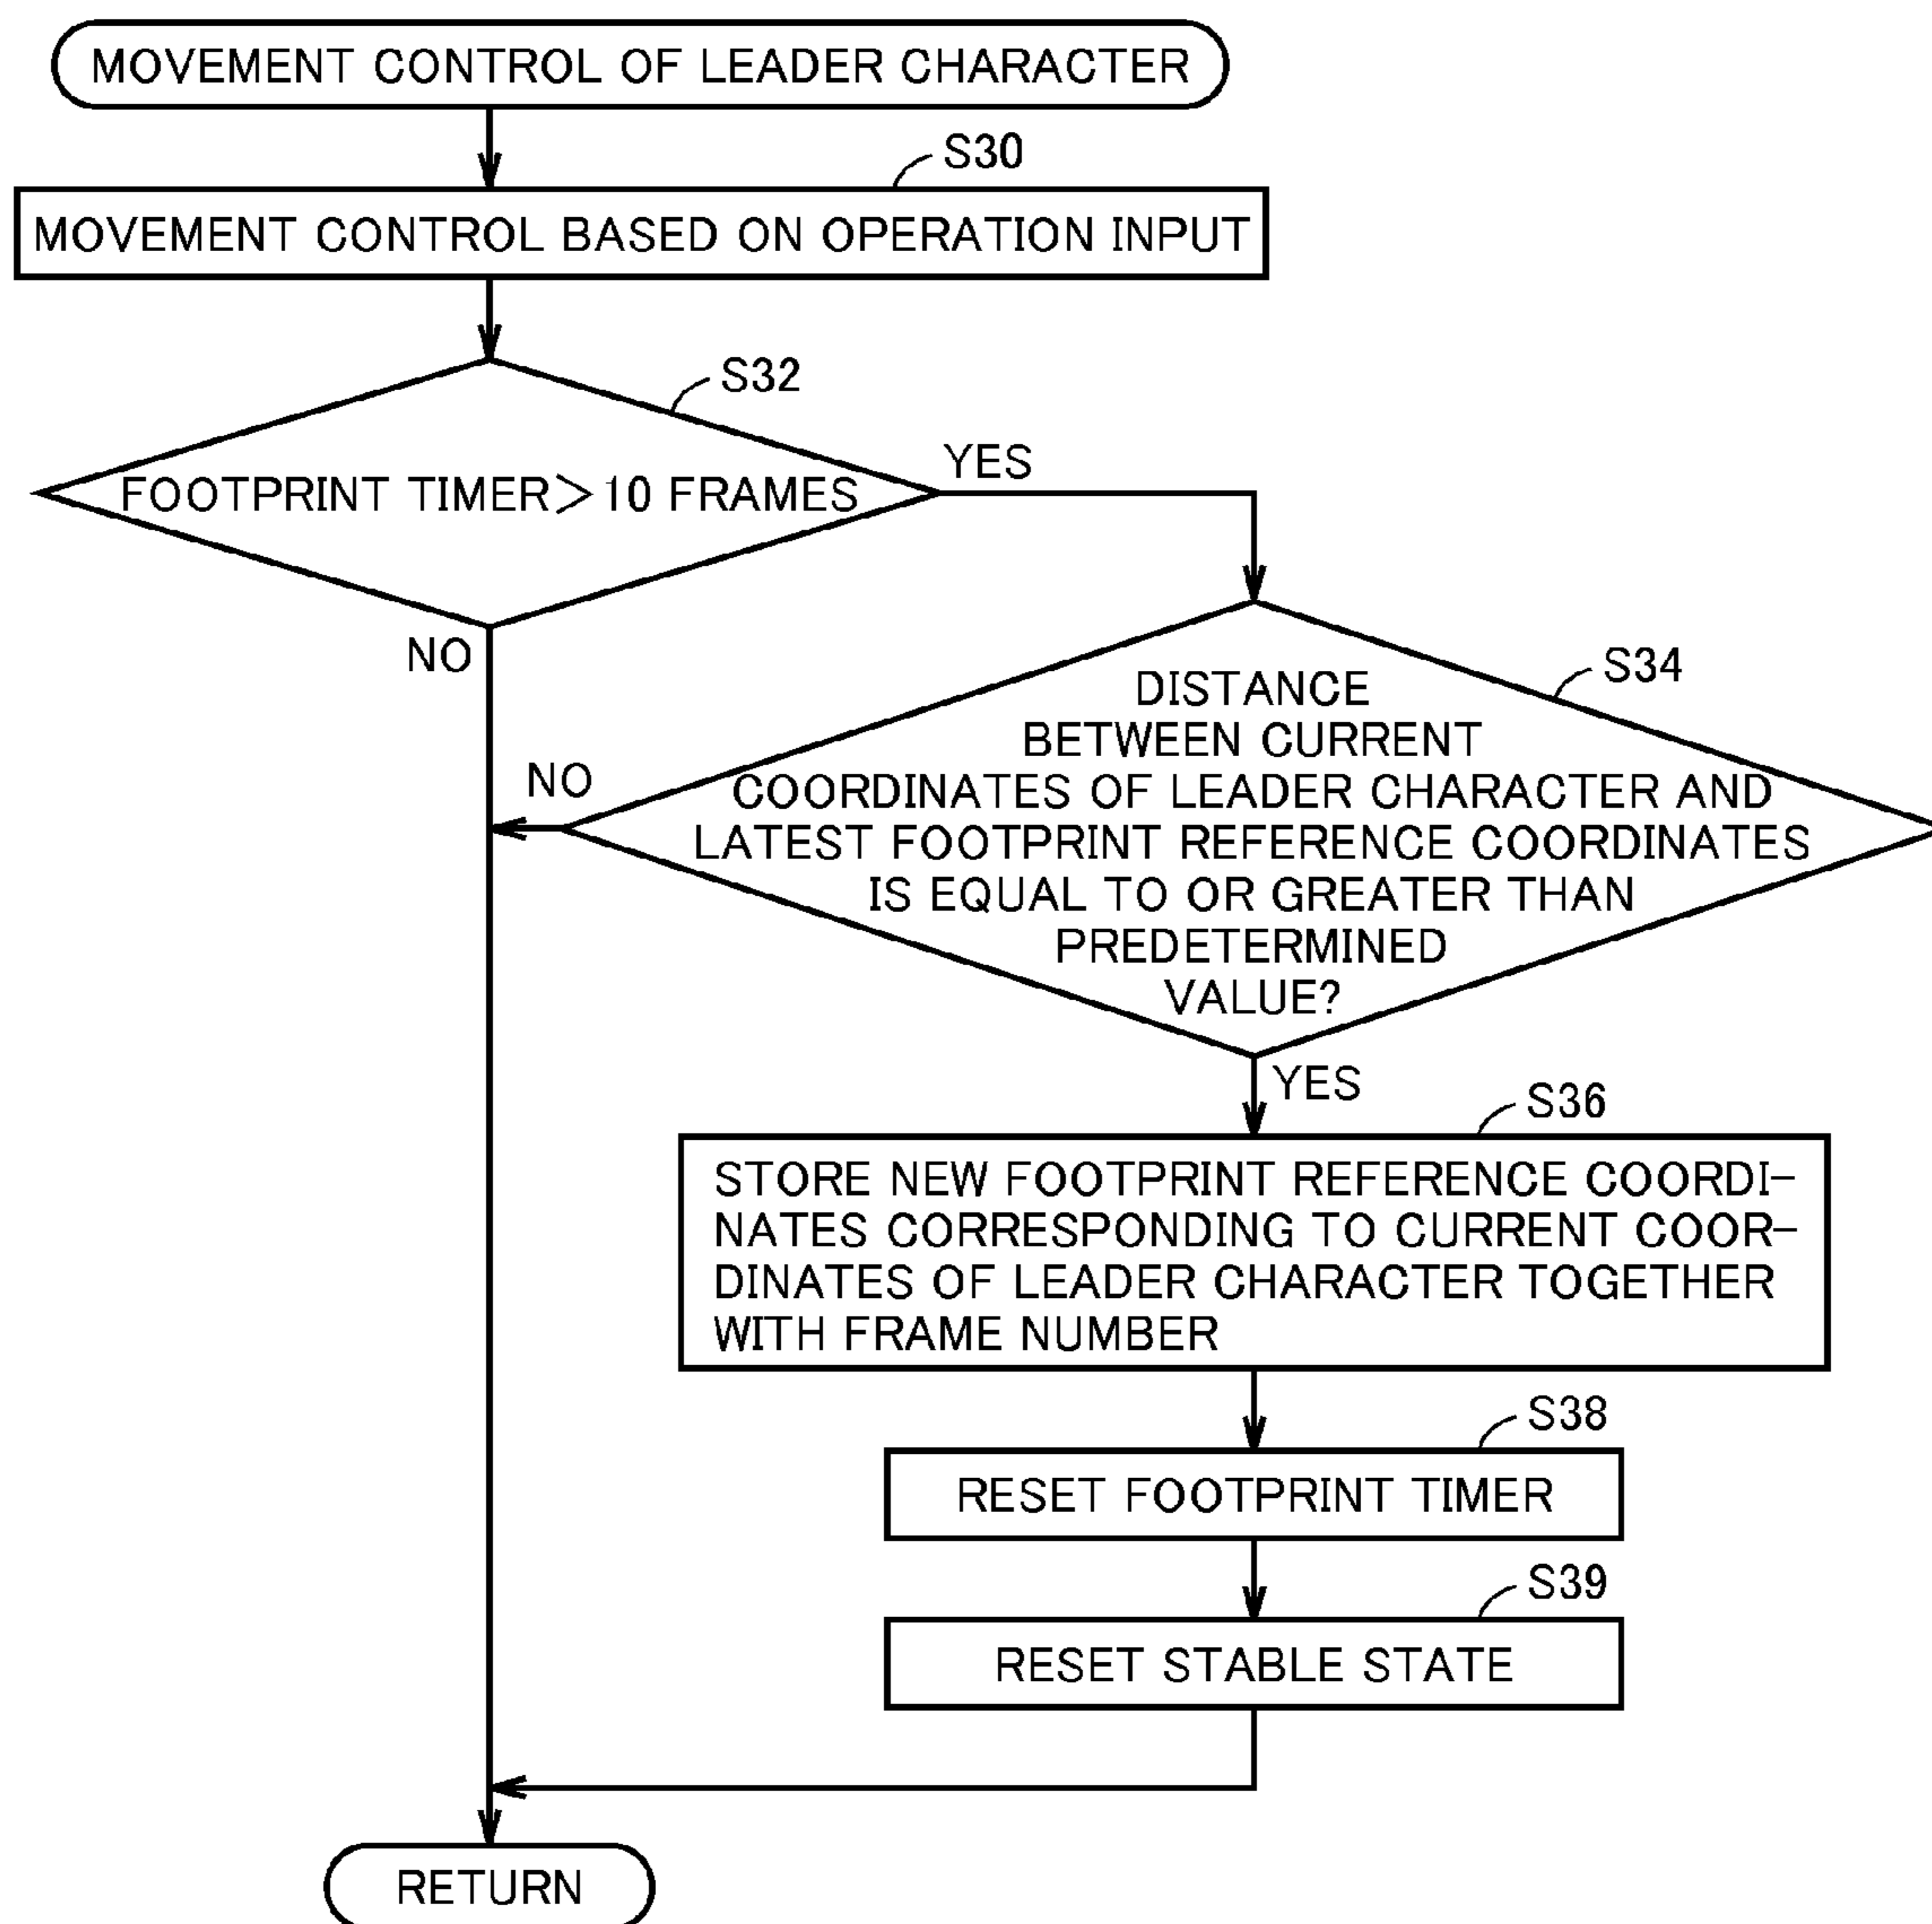 MOVEMENT CONTROL OF LEADER CHARACTER
S30
MOVEMENT CONTROL BASED ON OPERATION INPUT
S32
FOOTPRINT TIMER>10 FRAMES
YES
NO
S34
DISTANCE
BETWEEN CURRENT
COORDINATES OF LEADER CHARACTER AND
LATEST FOOTPRINT REFERENCE COORDINATES
IS EQUAL TO OR GREATER THAN
PREDETERMINED
VALUE?
NO
YES
S36
STORE NEW FOOTPRINT REFERENCE COORDI-
NATES CORRESPONDING TO CURRENT COOR-
DINATES OF LEADER CHARACTER TOGETHER
WITH FRAME NUMBER
S38
RESET FOOTPRINT TIMER
S39
RESET STABLE STATE
RETURN